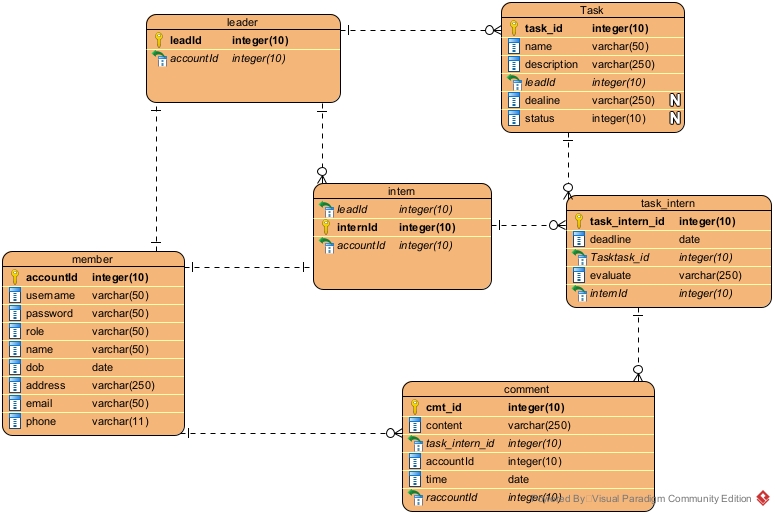 leader
leadId integer(10)
accountId integer(10)
Task
task_id integer(10)
name varchar(50)
description varchar(250)
leadId integer(10)
dealine varchar(250) N
status integer(10) N
intern
leadId integer(10)
internId integer(10)
accountId integer(10)
task_intern
task_intern_id integer(10)
deadline date
Tasktask_id integer(10)
evaluate varchar(250)
internId integer(10)
member
accountId integer(10)
username varchar(50)
password varchar(50)
role varchar(50)
name varchar(50)
dob date
address varchar(250)
email varchar(50)
phone varchar(11)
comment
cmt_id integer(10)
content varchar(250)
task_intern_id integer(10)
accountId integer(10)
time date
raccountId integer(10)
Powered By: Visual Paradigm Community Edition